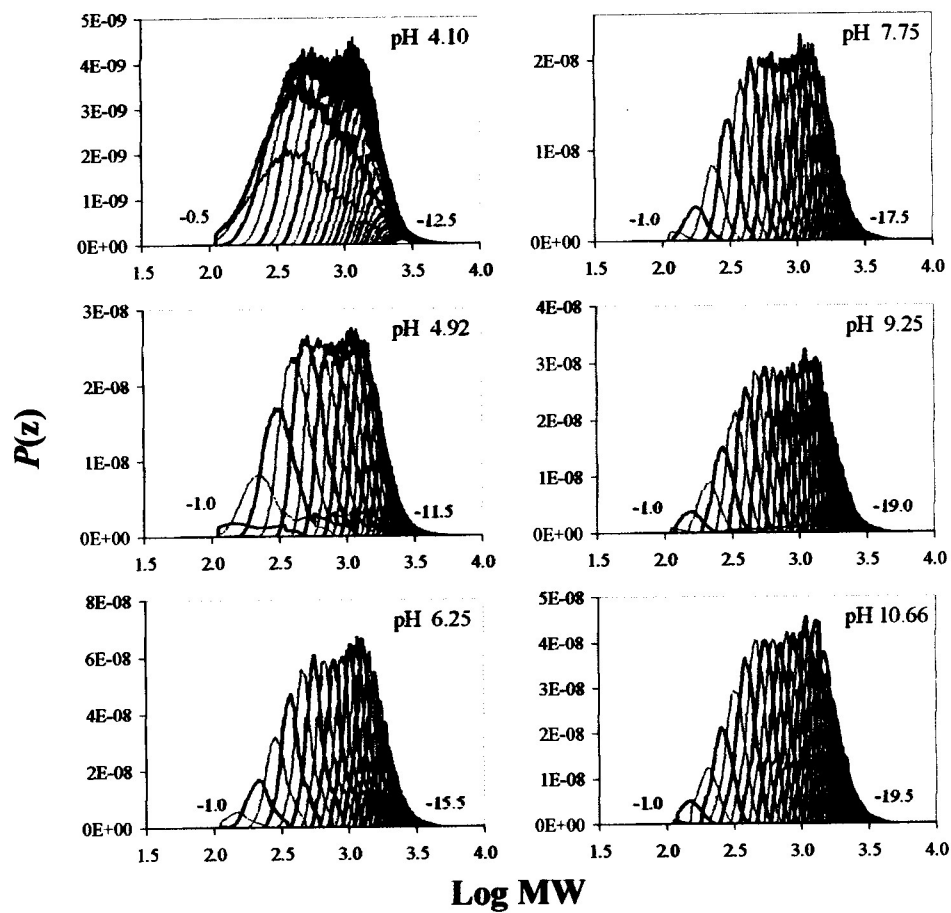 pH 4.10
5E-09
4E-09
3E-09
2E-09
1E-09
0E+00
-0.5
-12.5
1.5 2.0 2.5 3.0 3.5 4.0
pH 7.75
2E-08
1E-08
0E+00
-1.0
-17.5
1.5 2.0 2.5 3.0 3.5 4.0
pH 4.92
3E-08
2E-08
1E-08
0E+00
-1.0
-11.5
1.5 2.0 2.5 3.0 3.5 4.0
pH 9.25
4E-08
3E-08
2E-08
1E-08
0E+00
-1.0
-19.0
1.5 2.0 2.5 3.0 3.5 4.0
P(z)
pH 6.25
8E-08
6E-08
4E-08
2E-08
0E+00
-1.0
-15.5
1.5 2.0 2.5 3.0 3.5 4.0
pH 10.66
5E-08
4E-08
3E-08
2E-08
1E-08
0E+00
-1.0
-19.5
1.5 2.0 2.5 3.0 3.5 4.0
Log MW